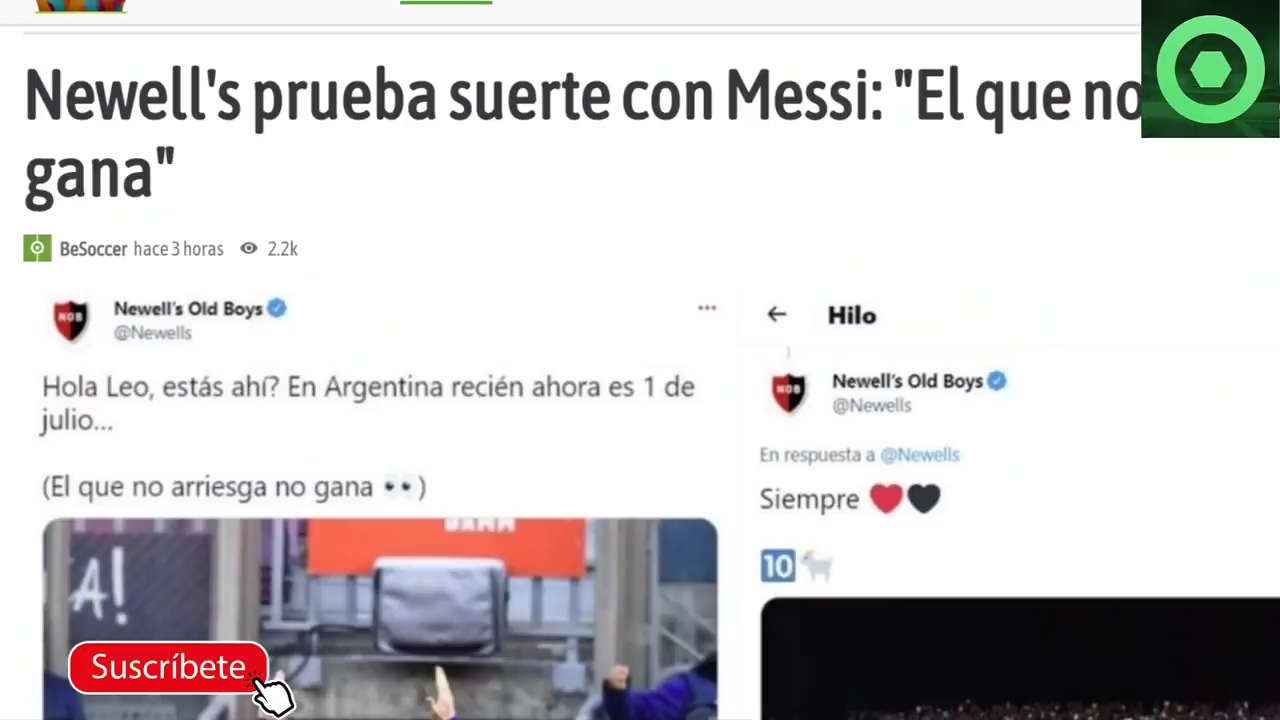 Newell's prueba suerte con Messi: "El que no
gana"
BeSoccer hace 3 horas 2.2k
NOB
Newell's Old Boys
@Newells
Hola Leo, estás ahí? En Argentina recién ahora es 1 de
julio...
(El que no arriesga no gana 👀)
A!
Hilo
NOB
Newell's Old Boys
@Newells
En respuesta a @Newells
Siempre ❤️🖤
🔟🐐
Suscríbete